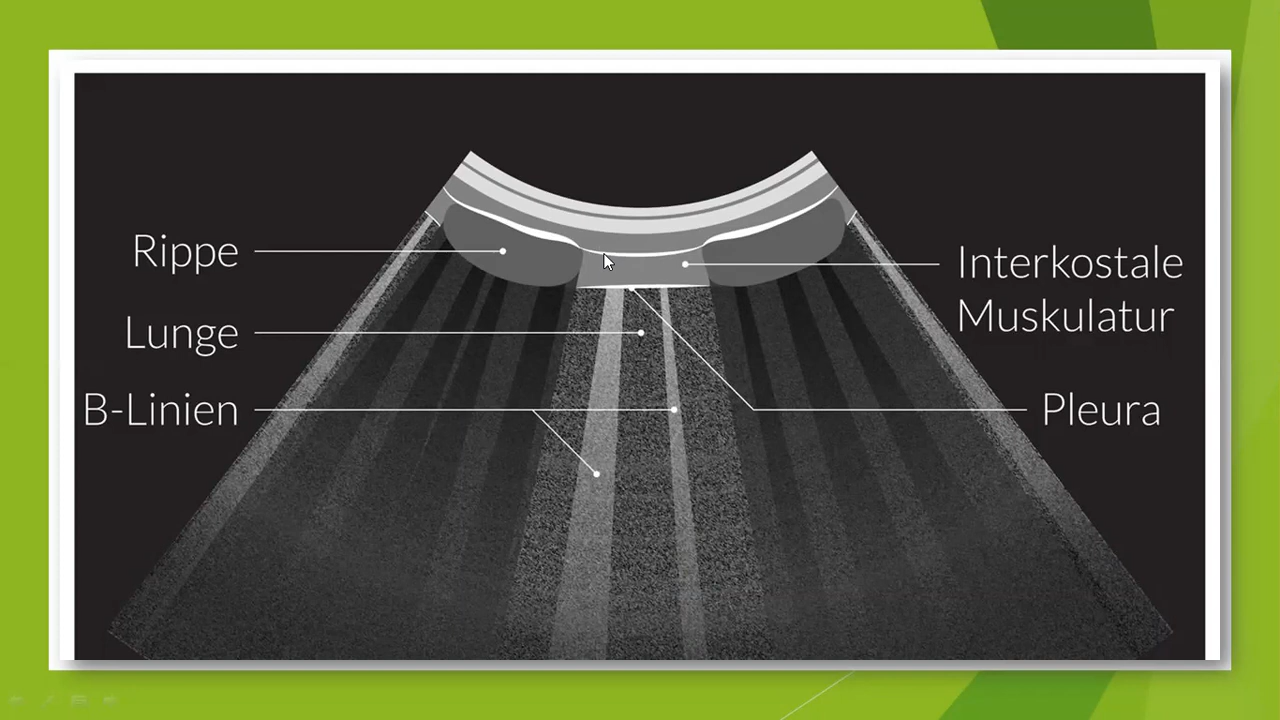 Rippe
Lunge
B-Linien
Interkostale
Muskulatur
Pleura